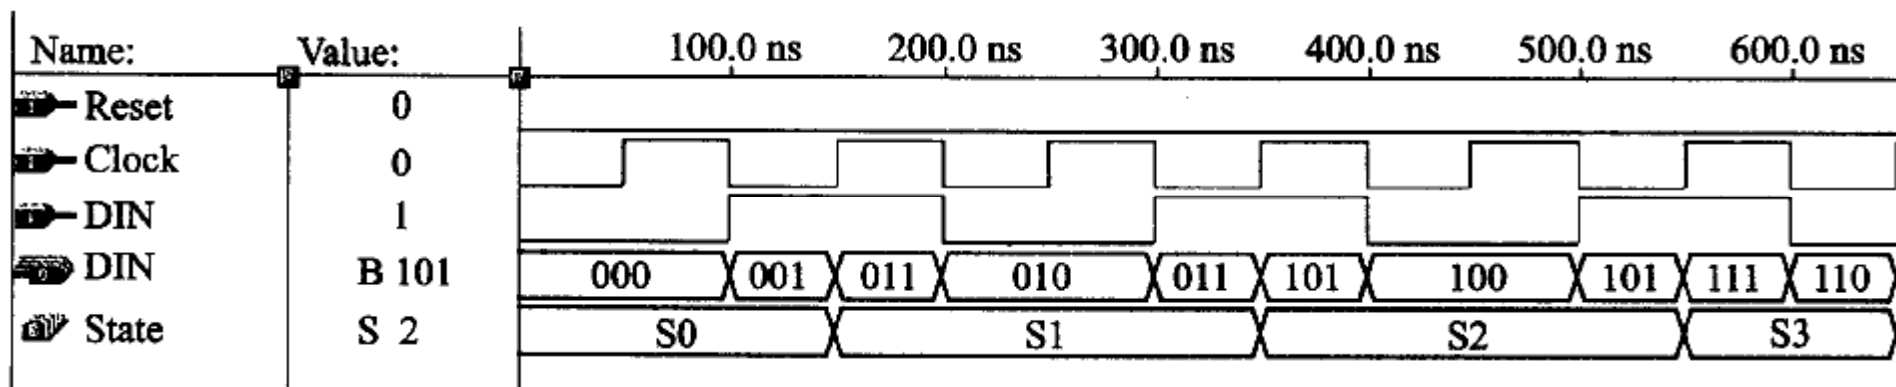 Name: Value: 100.0 ns 200.0 ns 300.0 ns 400.0 ns 500.0 ns 600.0 ns
Reset 0
Clock 0
DIN 1
DIN B 101 000 001 011 010 011 101 100 101 111 110
State S 2 S0 S1 S2 S3